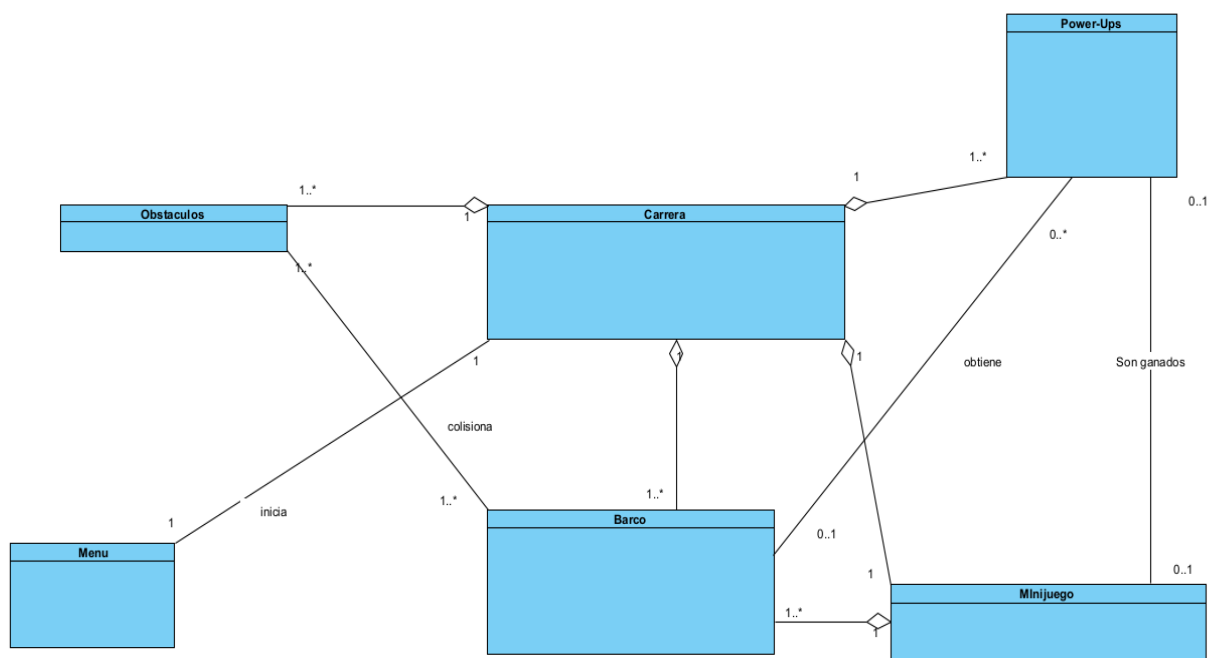 Power-Ups
1..*
1
1..*
1
0..1
Obstaculos
Carrera
0..*
1..*
1
1
1
obtiene
Son ganados
colisiona
1..*
1..*
inicia
1
0..1
Menu
Barco
1
0..1
MInijuego
1..*
1